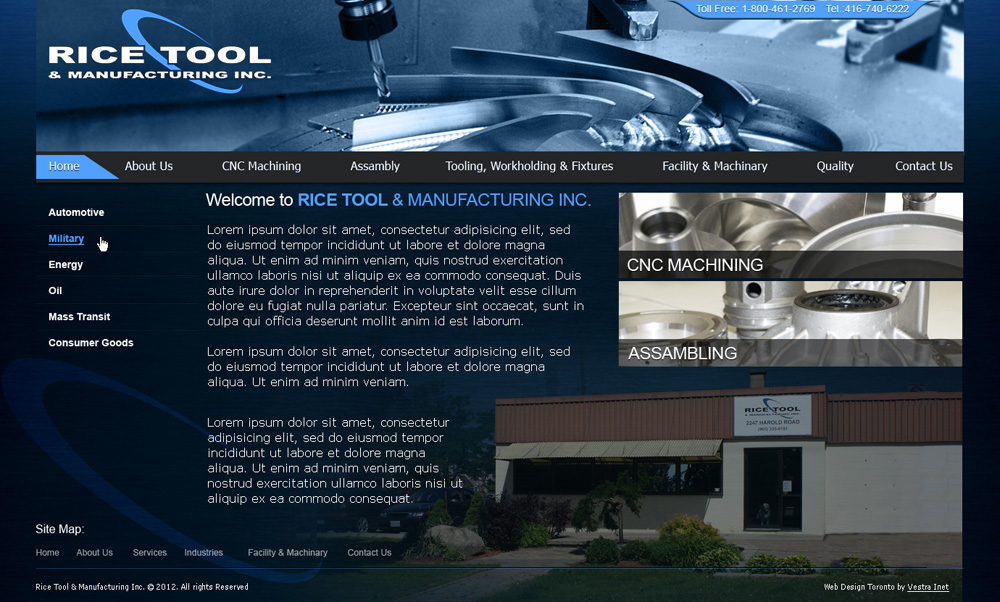 Toll Free: 1-800-461-2769 Tel.:416-740-6222
RICE TOOL
& MANUFACTURING INC.
Home About Us CNC Machining Assambly Tooling, Workholding & Fixtures Facility & Machinary Quality Contact Us
Automotive
Military
Energy
Oil
Mass Transit
Consumer Goods
Welcome to RICE TOOL & MANUFACTURING INC.
Lorem ipsum dolor sit amet, consectetur adipisicing elit, sed
do eiusmod tempor incididunt ut labore et dolore magna
aliqua. Ut enim ad minim veniam, quis nostrud exercitation
ullamco laboris nisi ut aliquip ex ea commodo consequat. Duis
aute irure dolor in reprehenderit in voluptate velit esse cillum
dolore eu fugiat nulla pariatur. Excepteur sint occaecat, sunt in
culpa qui officia deserunt mollit anim id est laborum.
Lorem ipsum dolor sit amet, consectetur adipisicing elit, sed
do eiusmod tempor incididunt ut labore et dolore magna
aliqua. Ut enim ad minim veniam.
Lorem ipsum dolor sit amet, consectetur
adipisicing elit, sed do eiusmod tempor
incididunt ut labore et dolore magna
aliqua. Ut enim ad minim veniam, quis
nostrud exercitation ullamco laboris nisi ut
aliquip ex ea commodo consequat.
CNC MACHINING
ASSAMBLING
RICE TOOL
2247 HAROLD ROAD
Site Map:
Home About Us Services Industries Facility & Machinary Contact Us
Rice Tool & Manufacturing Inc. © 2012. All rights Reserved
Web Design Toronto by Vestra Inet